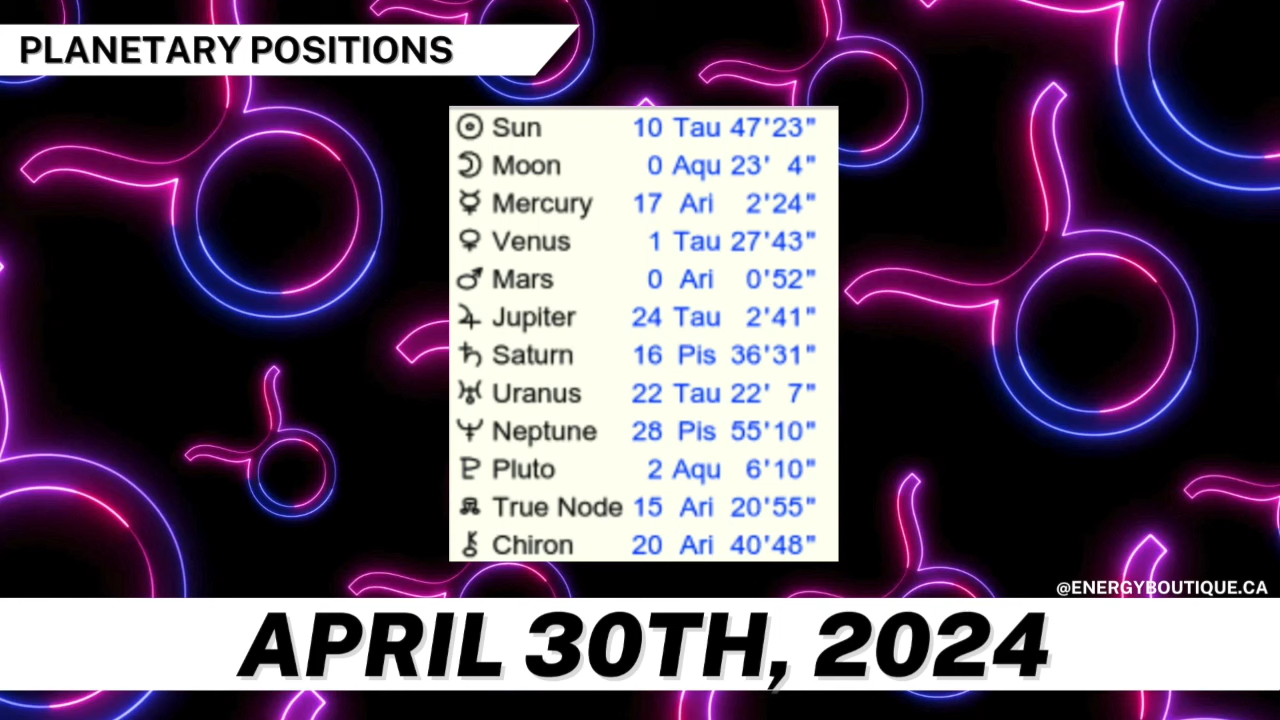 PLANETARY POSITIONS
☉ Sun 10 Tau 47'23"
☽ Moon 0 Aqu 23' 4"
☿ Mercury 17 Ari 2'24"
♀ Venus 1 Tau 27'43"
♂ Mars 0 Ari 0'52"
♃ Jupiter 24 Tau 2'41"
♄ Saturn 16 Pis 36'31"
♅ Uranus 22 Tau 22' 7"
♆ Neptune 28 Pis 55'10"
♇ Pluto 2 Aqu 6'10"
☊ True Node 15 Ari 20'55"
⚷ Chiron 20 Ari 40'48"
@ENERGYBOUTIQUE.CA
APRIL 30TH, 2024